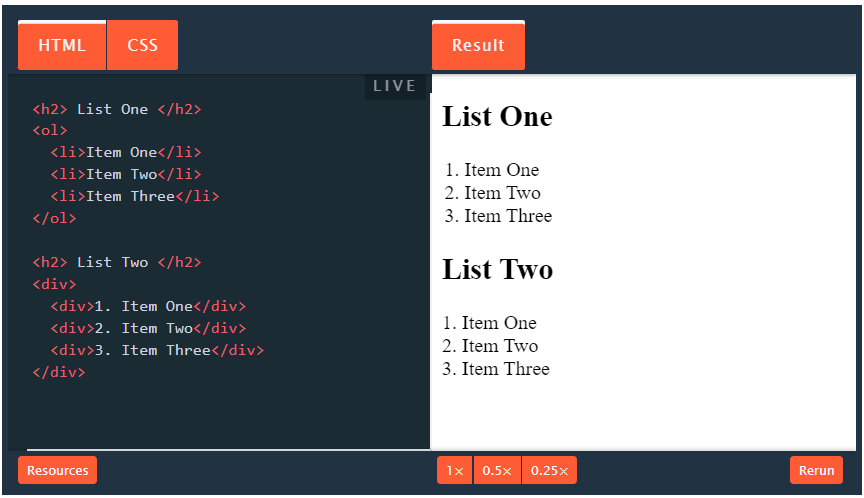 HTML CSS Result
LIVE
<h2> List One </h2>
<ol>
  <li>Item One</li>
  <li>Item Two</li>
  <li>Item Three</li>
</ol>
<h2> List Two </h2>
<div>
  <div>1. Item One</div>
  <div>2. Item Two</div>
  <div>3. Item Three</div>
</div>
List One
1. Item One
2. Item Two
3. Item Three
List Two
1. Item One
2. Item Two
3. Item Three
Resources 1× 0.5× 0.25× Rerun